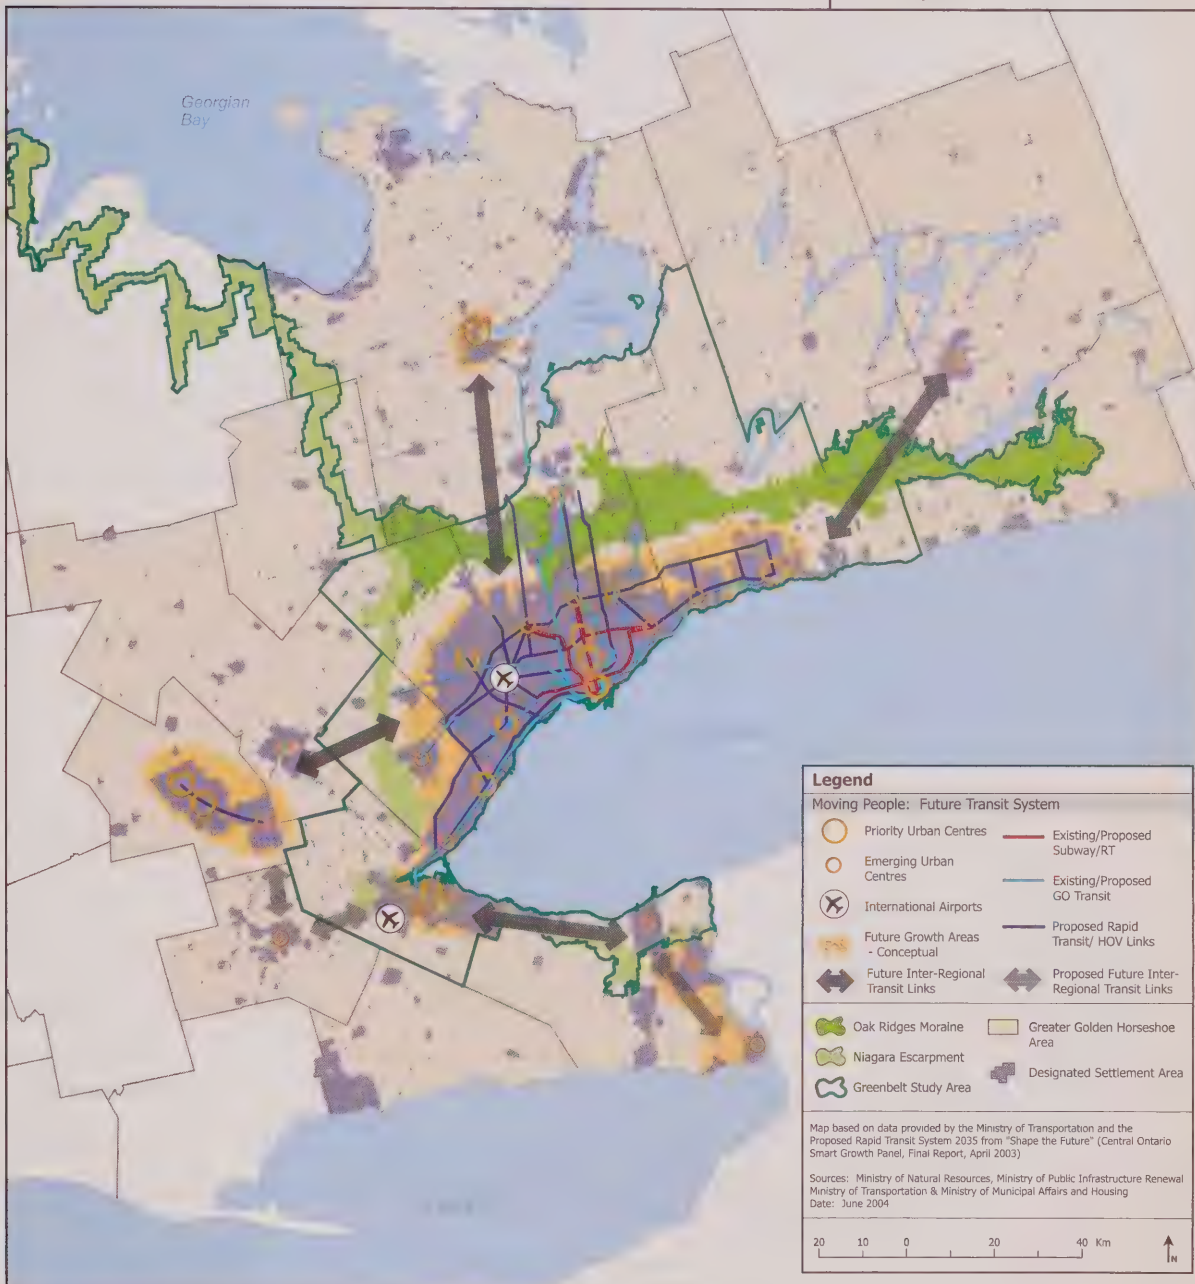 Georgian
Bay
Legend
Moving People: Future Transit System
Priority Urban Centres
Emerging Urban
Centres
International Airports
Future Growth Areas
- Conceptual
Future Inter-Regional
Transit Links
Existing/Proposed
Subway/RT
Existing/Proposed
GO Transit
Proposed Rapid
Transit/ HOV Links
Proposed Future Inter-
Regional Transit Links
Oak Ridges Moraine
Niagara Escarpment
Greenbelt Study Area
Greater Golden Horseshoe
Area
Designated Settlement Area
Map based on data provided by the Ministry of Transportation and the
Proposed Rapid Transit System 2035 from "Shape the Future" (Central Ontario
Smart Growth Panel, Final Report, April 2003)
Sources: Ministry of Natural Resources, Ministry of Public Infrastructure Renewal
Ministry of Transportation & Ministry of Municipal Affairs and Housing
Date: June 2004
20 10 0 20 40 Km
N